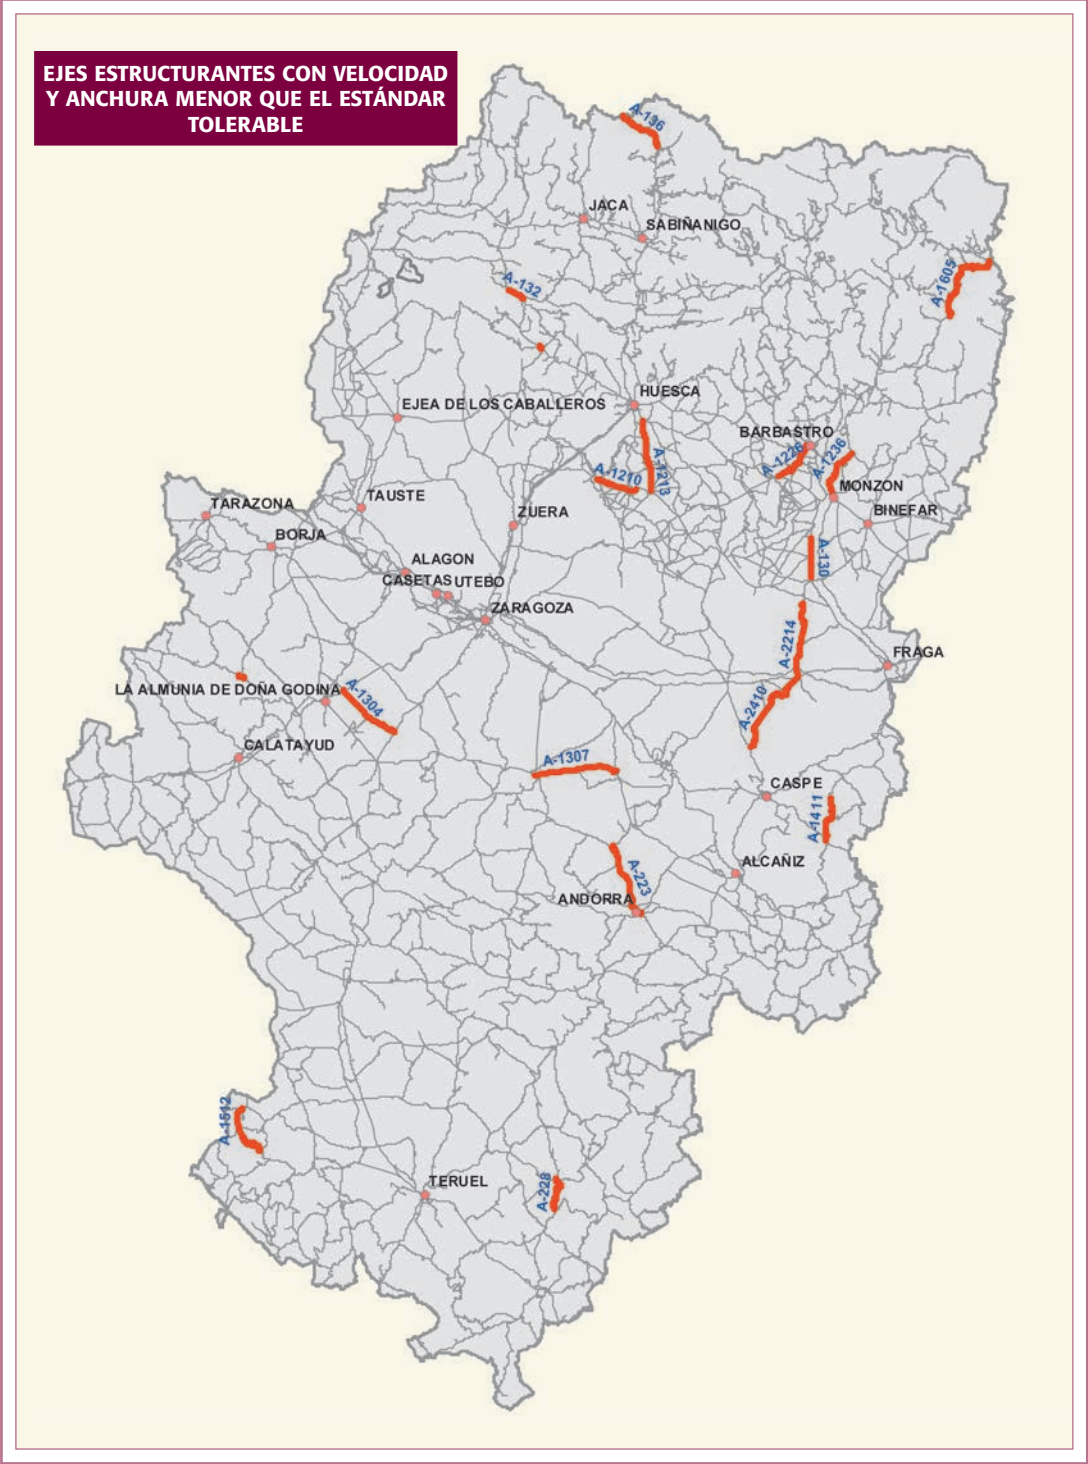 EJES ESTRUCTURANTES CON VELOCIDAD
Y ANCHURA MENOR QUE EL ESTÁNDAR
TOLERABLE
A-136
JACA
SABIÑANIGO
A-1605
A-132
HUESCA
EJEA DE LOS CABALLEROS
BARBASTRO
A-1226
A-1236
A-1210
A-1213
MONZON
TARAZONA
TAUSTE
ZUERA
BINEFAR
BORJA
A-130
ALAGON
CASETAS
UTEBO
ZARAGOZA
A-2214
FRAGA
LA ALMUNIA DE DOÑA GODINA
A-1304
A-2410
CALATAYUD
A-1307
CASPE
A-1411
ALCAÑIZ
A-223
ANDORRA
A-1512
TERUEL
A-228